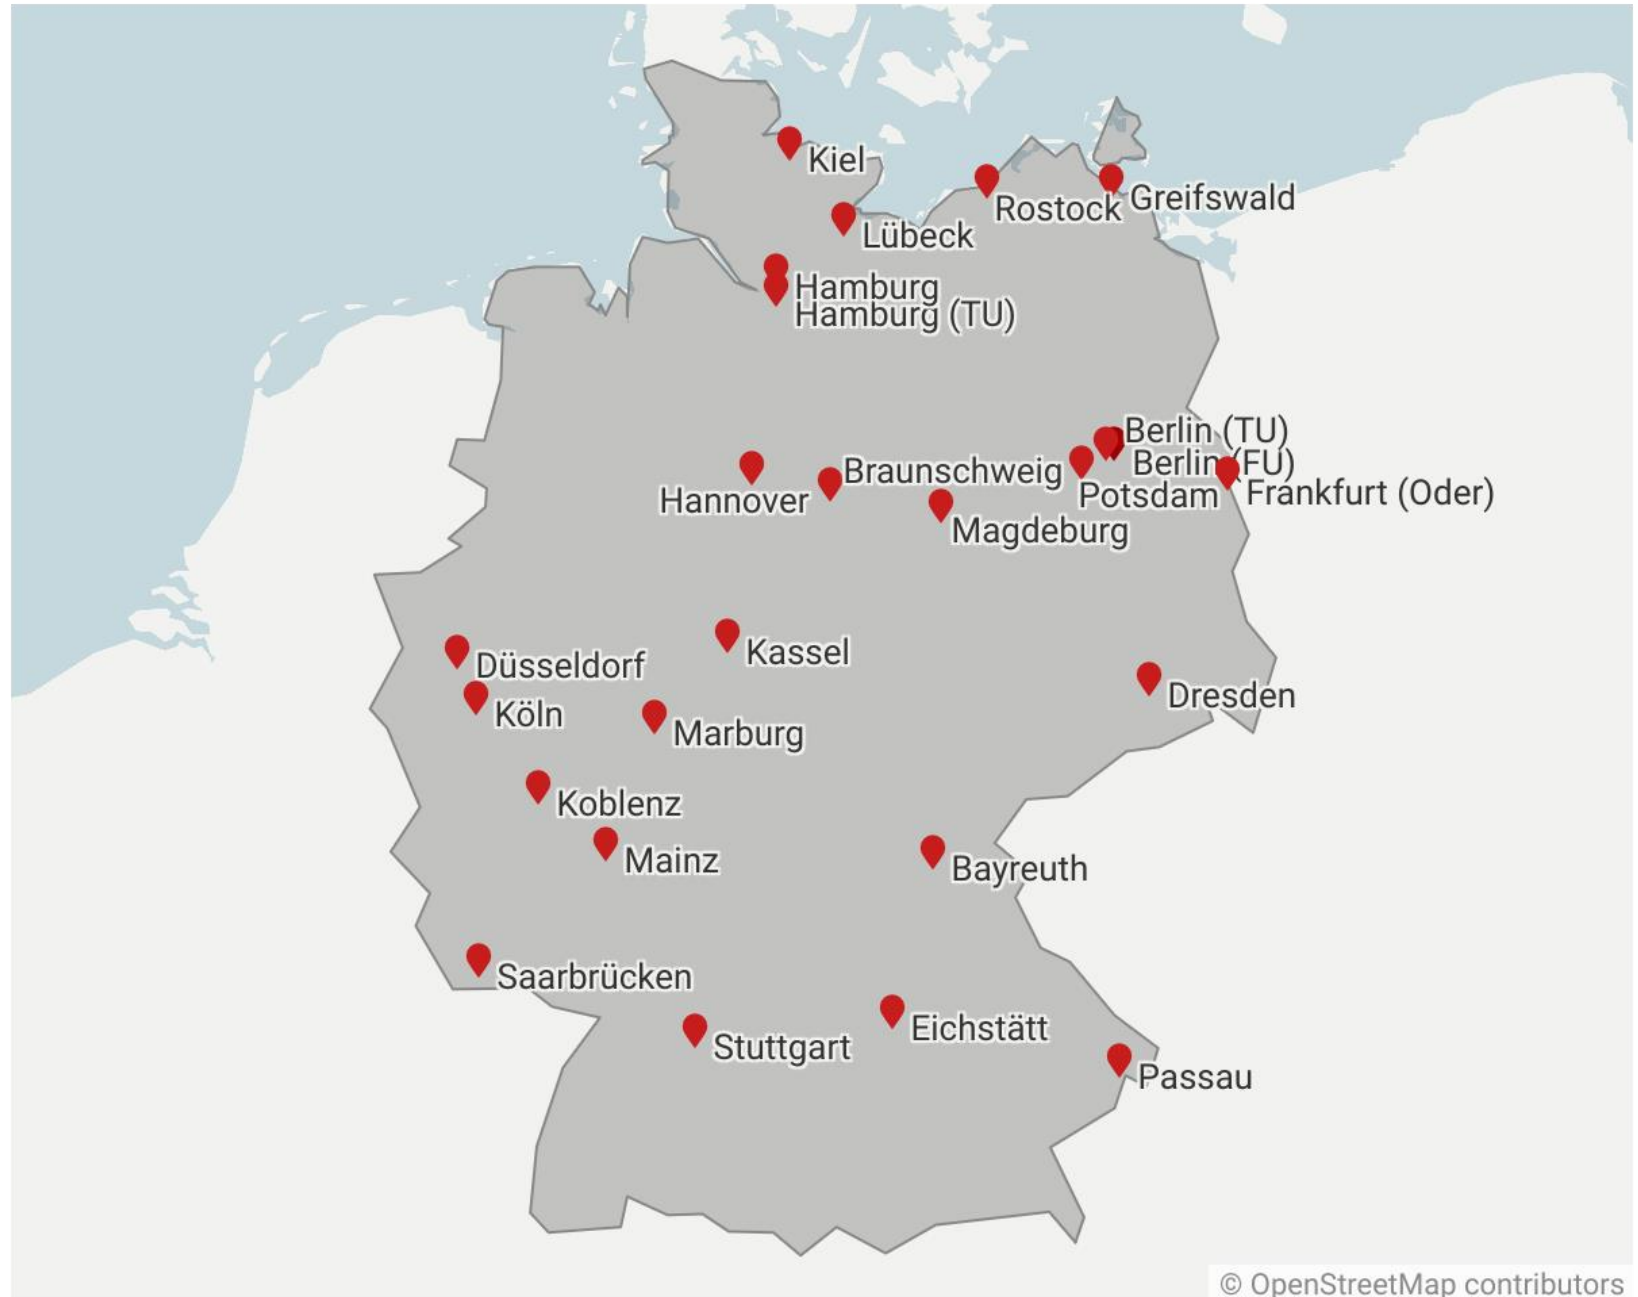 Kiel
Greifswald
Rostock
Lübeck
Hamburg
Hamburg (TU)
Berlin (TU)
Berlin (FU)
Braunschweig
Potsdam
Frankfurt (Oder)
Hannover
Magdeburg
Kassel
Düsseldorf
Dresden
Köln
Marburg
Koblenz
Mainz
Bayreuth
Saarbrücken
Eichstätt
Stuttgart
Passau
© OpenStreetMap contributors